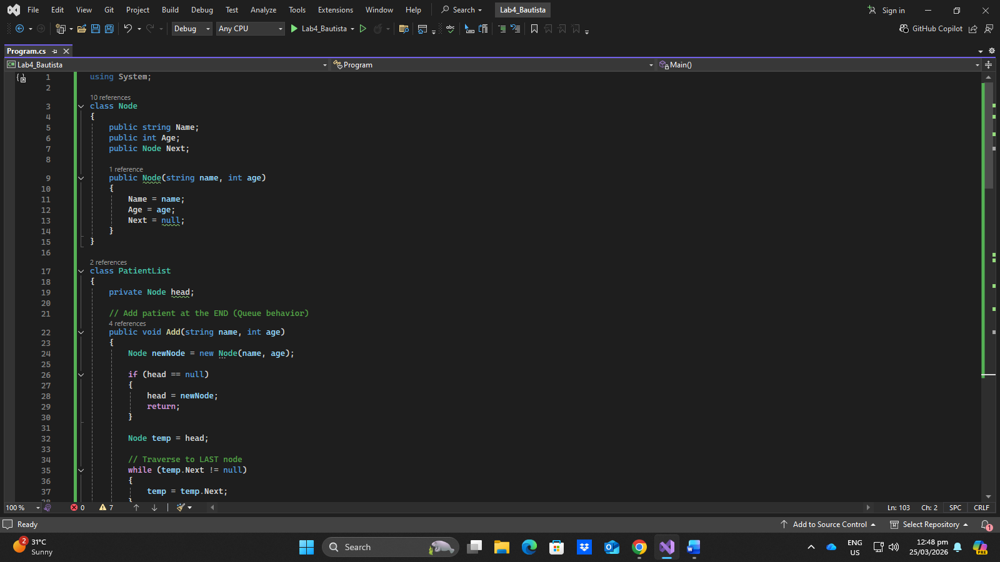 File Edit View Git Project Build Debug Test Analyze Tools Extensions Window Help Search Lab4_Bautista Sign in
Debug Any CPU Lab4_Bautista abc GitHub Copilot
Program.cs
C# Lab4_Bautista Program Main()
1 using System;
2
10 references
3 class Node
4 {
5 public string Name;
6 public int Age;
7 public Node Next;
8
1 reference
9 public Node(string name, int age)
10 {
11 Name = name;
12 Age = age;
13 Next = null;
14 }
15 }
16
2 references
17 class PatientList
18 {
19 private Node head;
20
21 // Add patient at the END (Queue behavior)
4 references
22 public void Add(string name, int age)
23 {
24 Node newNode = new Node(name, age);
25
26 if (head == null)
27 {
28 head = newNode;
29 return;
30 }
31
32 Node temp = head;
33
34 // Traverse to LAST node
35 while (temp.Next != null)
36 {
37 temp = temp.Next;
38 }
100 % 0 7 Ln: 103 Ch: 2 SPC CRLF
Ready Add to Source Control Select Repository 1
2 31°C
Sunny
Search
ENG
US
12:48 pm
25/03/2026
PRE